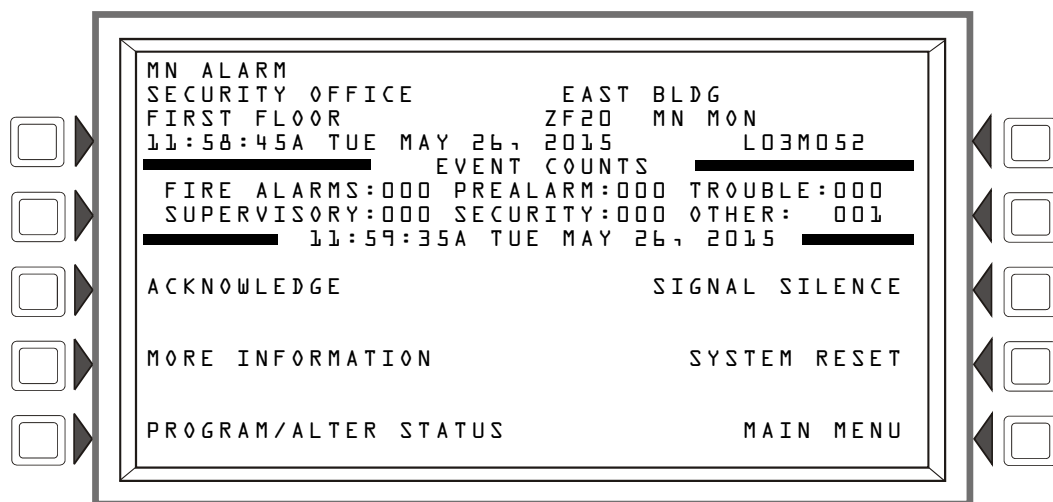 MN ALARM
SECURITY OFFICE EAST BLDG
FIRST FLOOR ZF20 MN MON
11:58:45A TUE MAY 26, 2015 L03M052
EVENT COUNTS
FIRE ALARMS:000 PREALARM:000 TROUBLE:000
SUPERVISORY:000 SECURITY:000 OTHER: 001
11:59:35A TUE MAY 26, 2015
ACKNOWLEDGE SIGNAL SILENCE
MORE INFORMATION SYSTEM RESET
PROGRAM/ALTER STATUS MAIN MENU